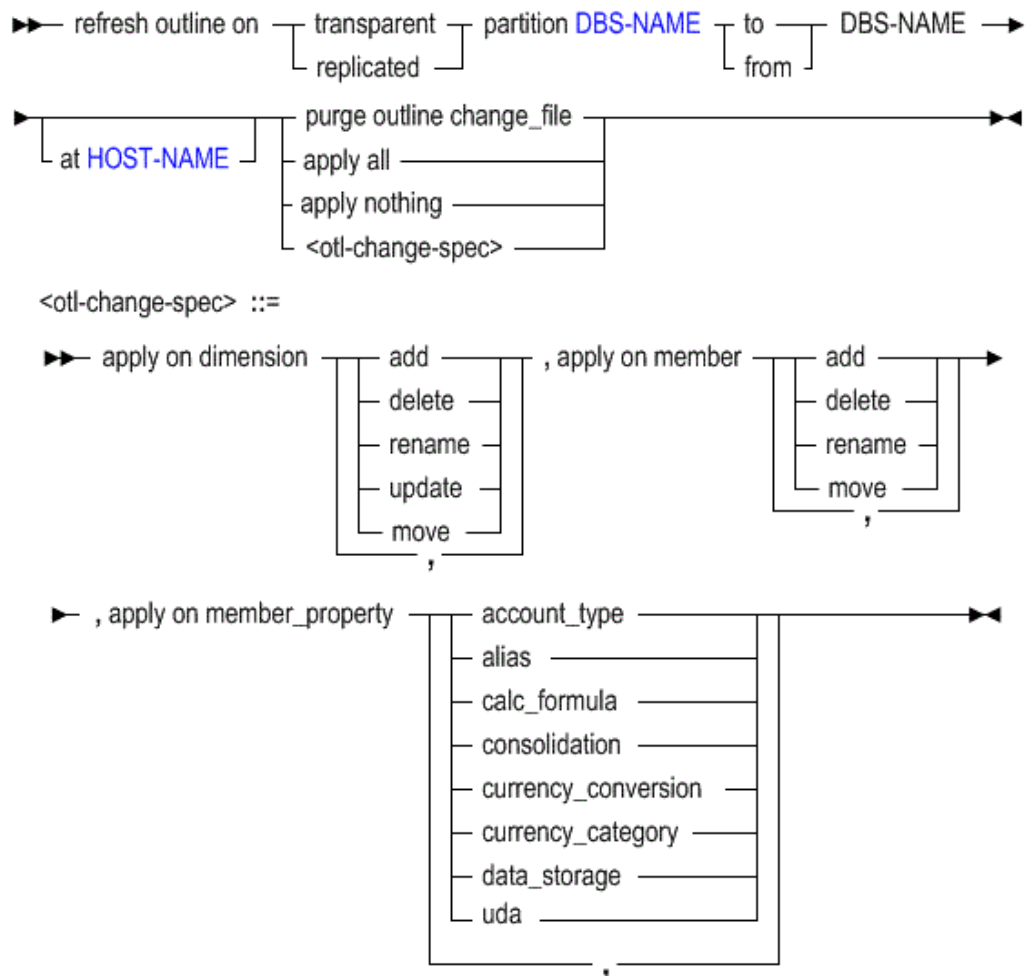 refresh outline on transparent partition DBS-NAME to DBS-NAME
replicated from
purge outline change_file
at HOST-NAME apply all
apply nothing
<otl-change-spec>
<otl-change-spec> ::=
apply on dimension add , apply on member add
delete delete
rename rename
update move
move ,
,
, apply on member_property account_type
alias
calc_formula
consolidation
currency_conversion
currency_category
data_storage
uda
,